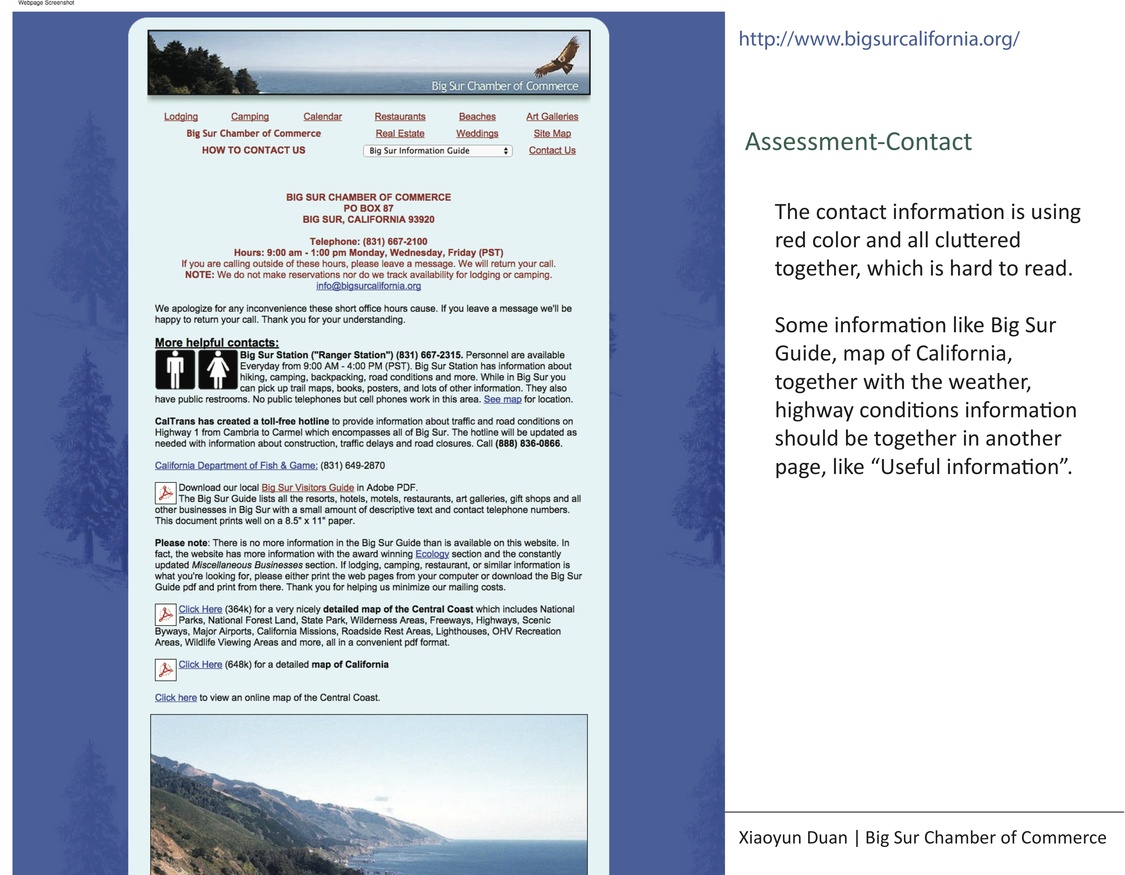 Webpage Screenshot
Big Sur Chamber of Commerce
Lodging Camping Calendar Restaurants Beaches Art Galleries
Big Sur Chamber of Commerce Real Estate Weddings Site Map
HOW TO CONTACT US Big Sur Information Guide Contact Us
BIG SUR CHAMBER OF COMMERCE
PO BOX 87
BIG SUR, CALIFORNIA 93920
Telephone: (831) 667-2100
Hours: 9:00 am - 1:00 pm Monday, Wednesday, Friday (PST)
If you are calling outside of these hours, please leave a message. We will return your call.
NOTE: We do not make reservations nor do we track availability for lodging or camping.
info@bigsurcalifornia.org
We apologize for any inconvenience these short office hours cause. If you leave a message we'll be
happy to return your call. Thank you for your understanding.
More helpful contacts:
Big Sur Station ("Ranger Station") (831) 667-2315. Personnel are available
Everyday from 9:00 AM - 4:00 PM (PST). Big Sur Station has information about
hiking, camping, backpacking, road conditions and more. While in Big Sur you
can pick up trail maps, books, posters, and lots of other information. They also
have public restrooms. No public telephones but cell phones work in this area. See map for location.
CalTrans has created a toll-free hotline to provide information about traffic and road conditions on
Highway 1 from Cambria to Carmel which encompasses all of Big Sur. The hotline will be updated as
needed with information about construction, traffic delays and road closures. Call (888) 836-0866.
California Department of Fish & Game: (831) 649-2870
Download our local Big Sur Visitors Guide in Adobe PDF.
The Big Sur Guide lists all the resorts, hotels, motels, restaurants, art galleries, gift shops and all
other businesses in Big Sur with a small amount of descriptive text and contact telephone numbers.
This document prints well on a 8.5" x 11" paper.
Please note: There is no more information in the Big Sur Guide than is available on this website. In
fact, the website has more information with the award winning Ecology section and the constantly
updated Miscellaneous Businesses section. If lodging, camping, restaurant, or similar information is
what you're looking for, please either print the web pages from your computer or download the Big Sur
Guide pdf and print from there. Thank you for helping us minimize our mailing costs.
Click Here (364k) for a very nicely detailed map of the Central Coast which includes National
Parks, National Forest Land, State Park, Wilderness Areas, Freeways, Highways, Scenic
Byways, Major Airports, California Missions, Roadside Rest Areas, Lighthouses, OHV Recreation
Areas, Wildlife Viewing Areas and more, all in a convenient pdf format.
Click Here (648k) for a detailed map of California
Click here to view an online map of the Central Coast.
http://www.bigsurcalifornia.org/
Assessment-Contact
The contact information is using
red color and all cluttered
together, which is hard to read.
Some information like Big Sur
Guide, map of California,
together with the weather,
highway conditions information
should be together in another
page, like “Useful information”.
Xiaoyun Duan | Big Sur Chamber of Commerce